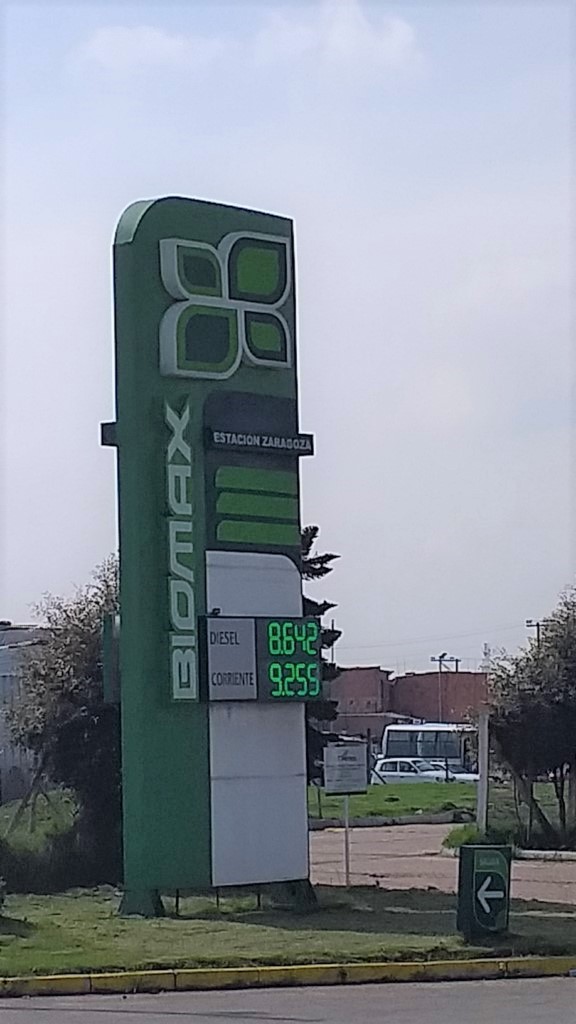 BIOMAX
ESTACION ZARAGOZA
DIESEL 8.642
CORRIENTE 9.255